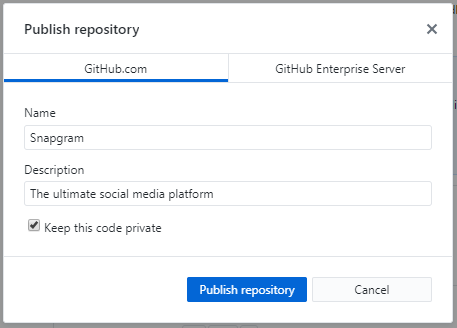 Publish repository
GitHub.com
GitHub Enterprise Server
Name
Snapgram
Description
The ultimate social media platform
Keep this code private
Publish repository
Cancel